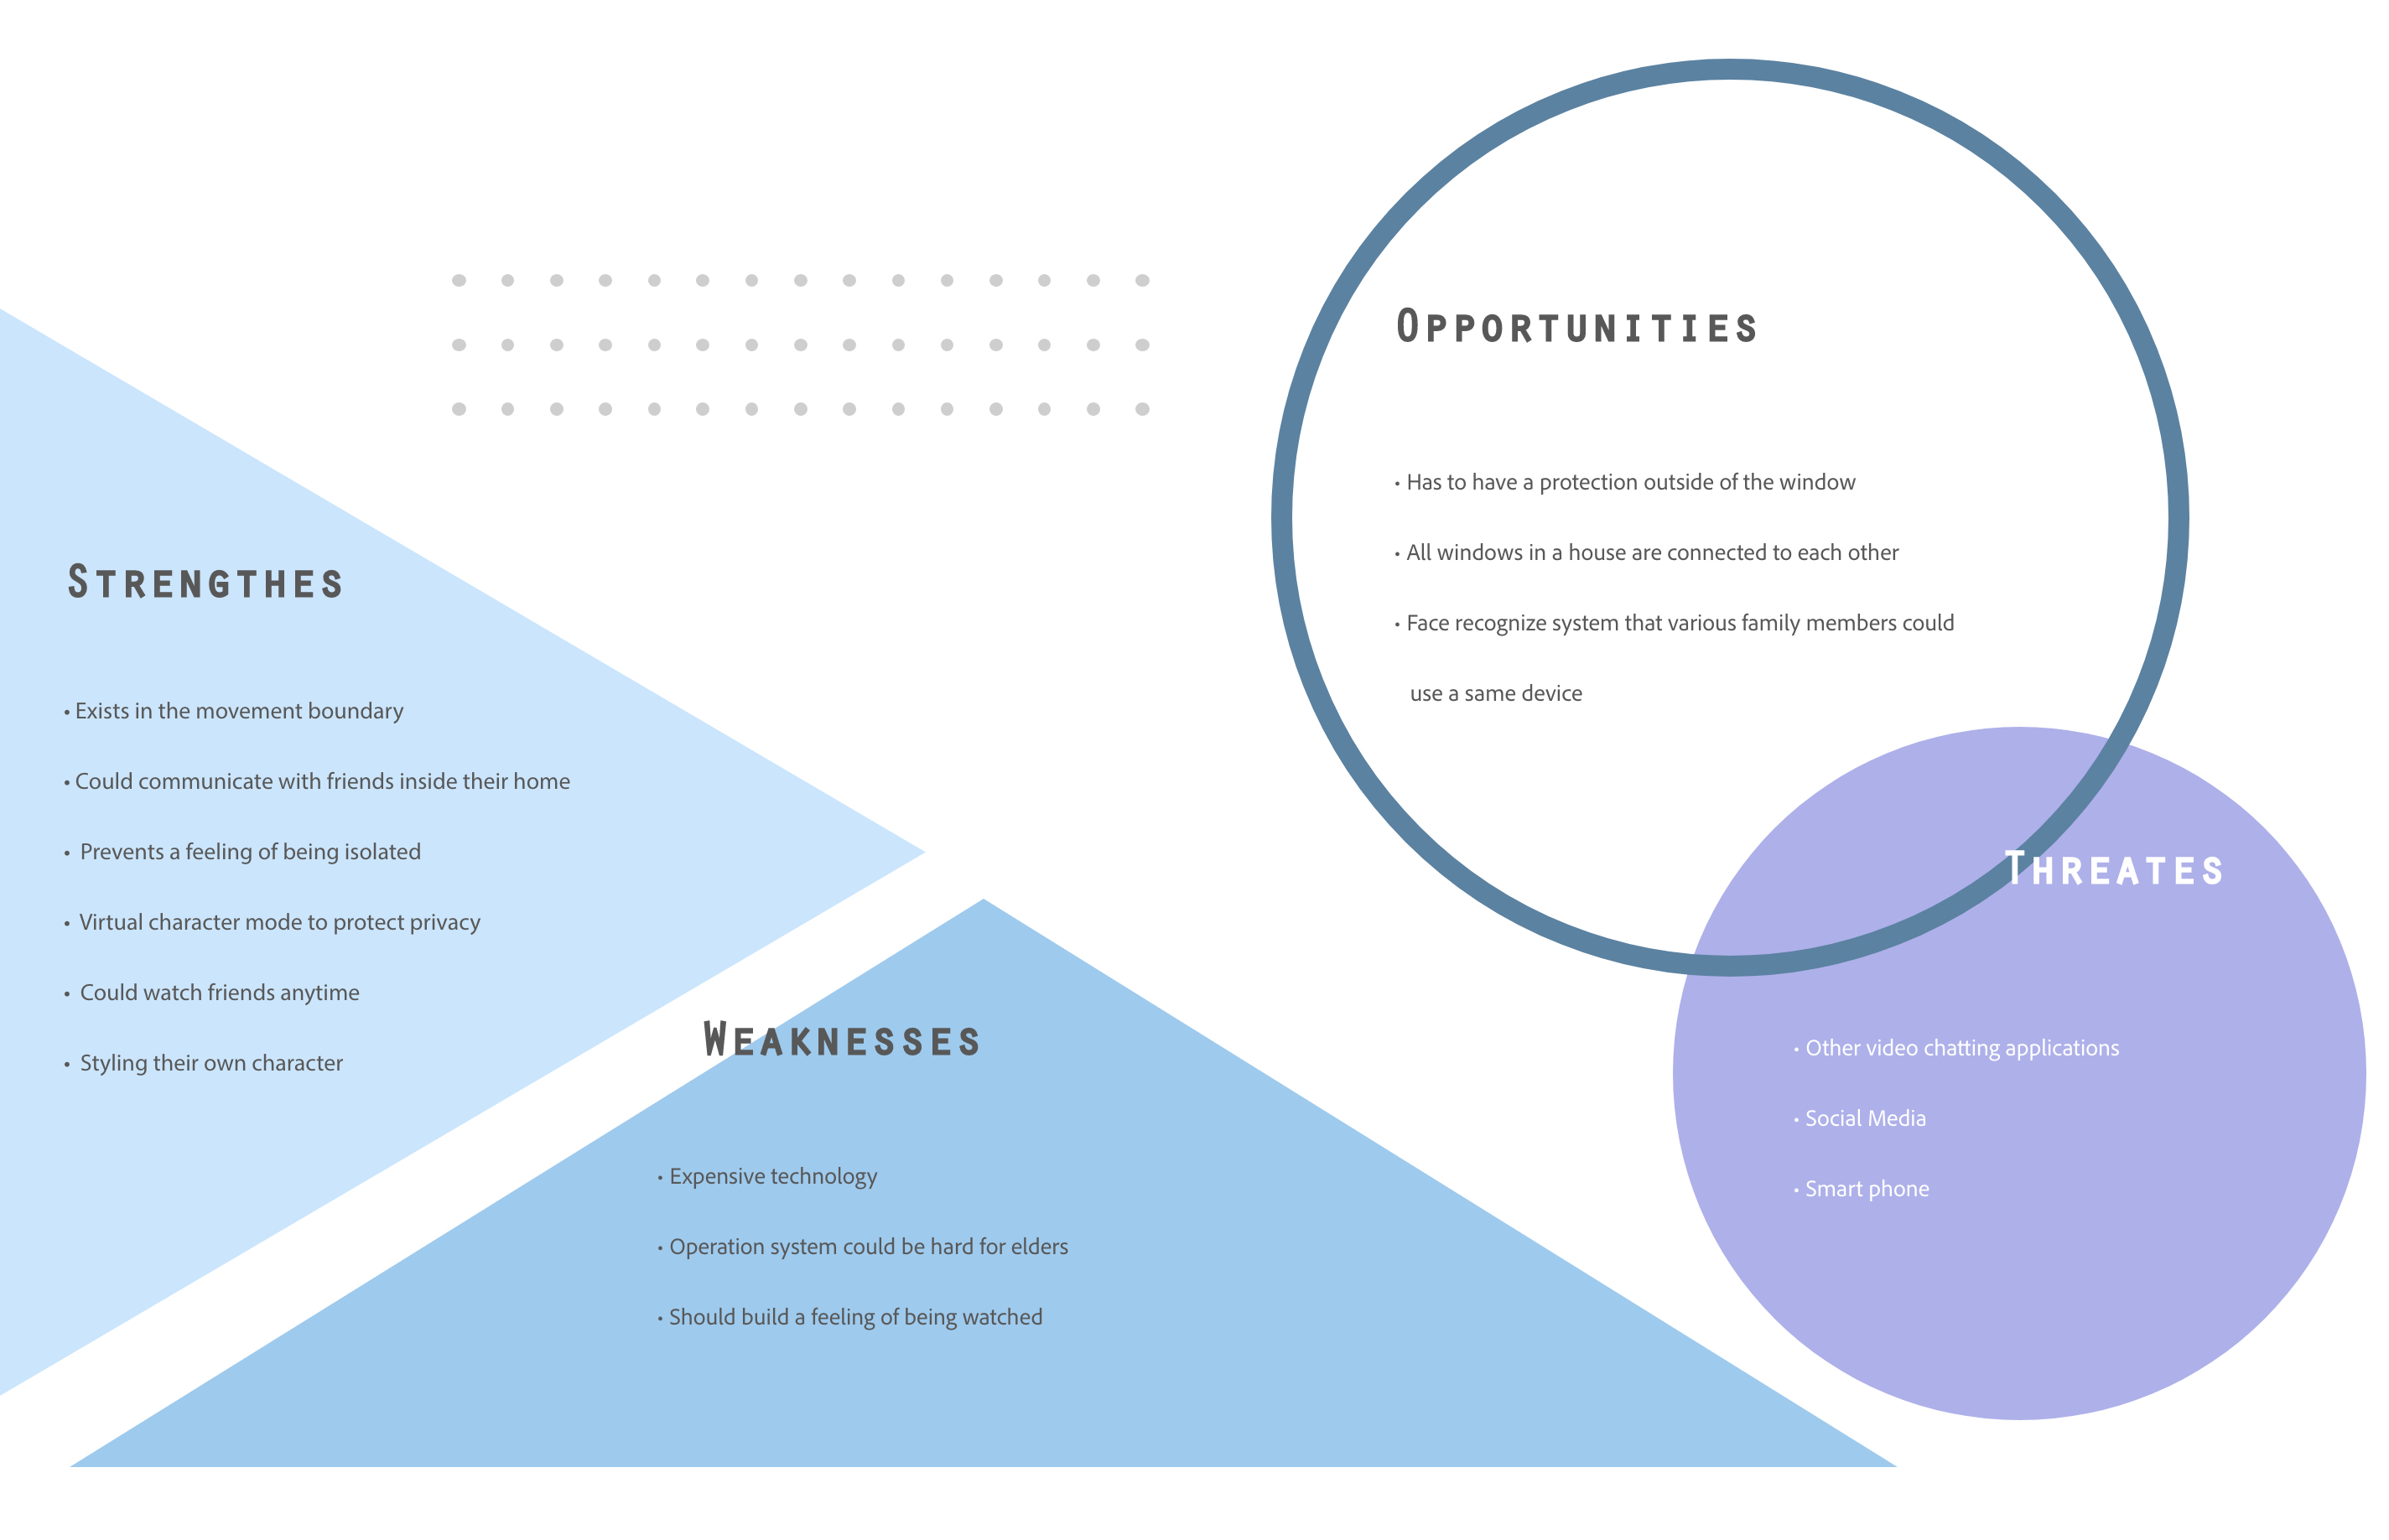 Strengthes
• Exists in the movement boundary
• Could communicate with friends inside their home
• Prevents a feeling of being isolated
• Virtual character mode to protect privacy
• Could watch friends anytime
• Styling their own character
Weaknesses
• Expensive technology
• Operation system could be hard for elders
• Should build a feeling of being watched
Opportunities
• Has to have a protection outside of the window
• All windows in a house are connected to each other
• Face recognize system that various family members could
use a same device
Threates
• Other video chatting applications
• Social Media
• Smart phone